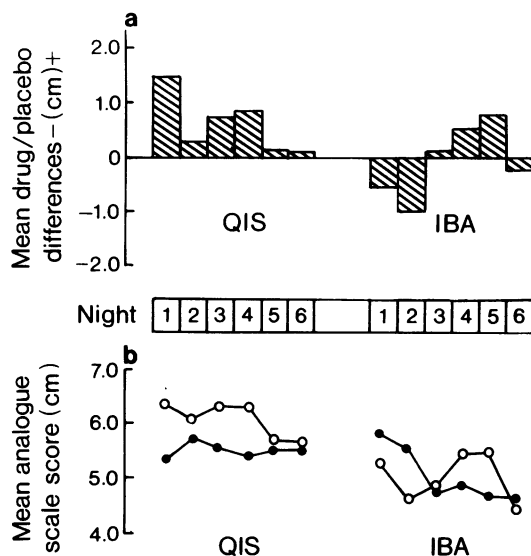 a
Mean drug/placebo
differences-(cm)+
2.0
1.0
0
-1.0
-2.0
QIS
IBA
Night
1 2 3 4 5 6
1 2 3 4 5 6
b
Mean analogue
scale score (cm)
7.0
6.0
5.0
4.0
QIS
IBA